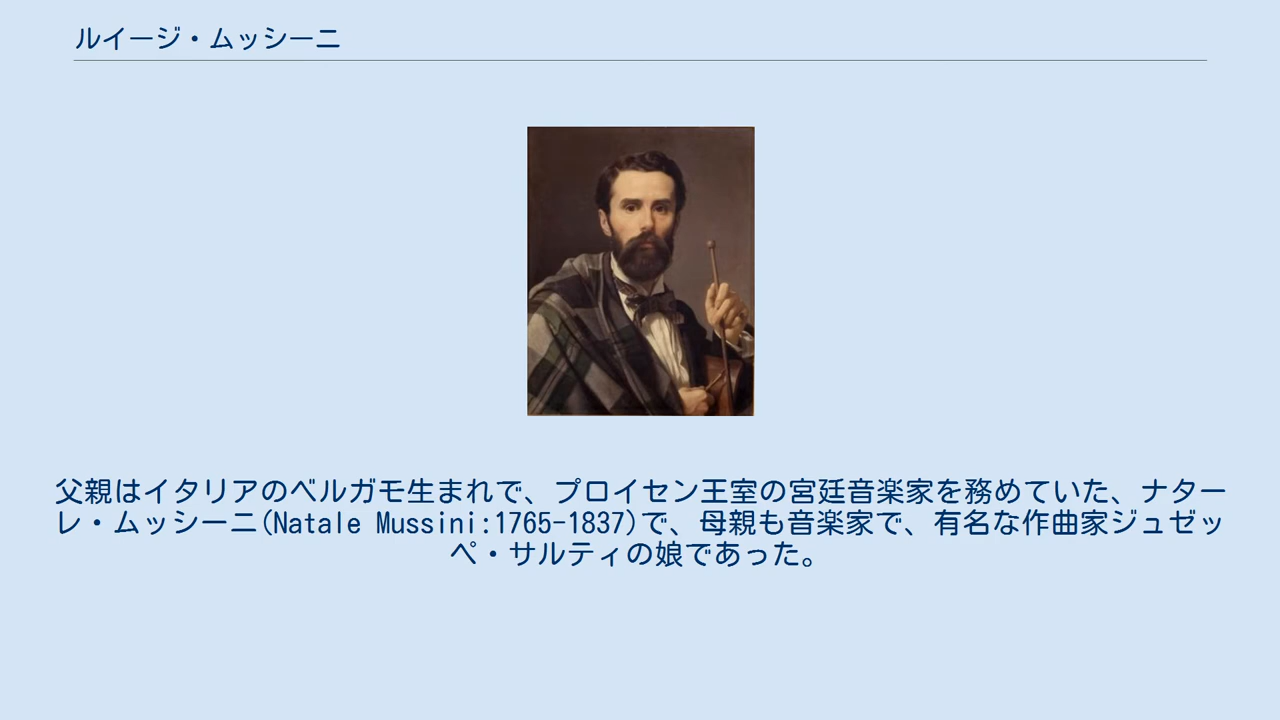 ルイージ・ムッシーニ
父親はイタリアのベルガモ生まれで、プロイセン王室の宮廷音楽家を務めていた、ナター
レ・ムッシーニ(Natale Mussini:1765-1837)で、母親も音楽家で、有名な作曲家ジュゼッ
ペ・サルティの娘であった。